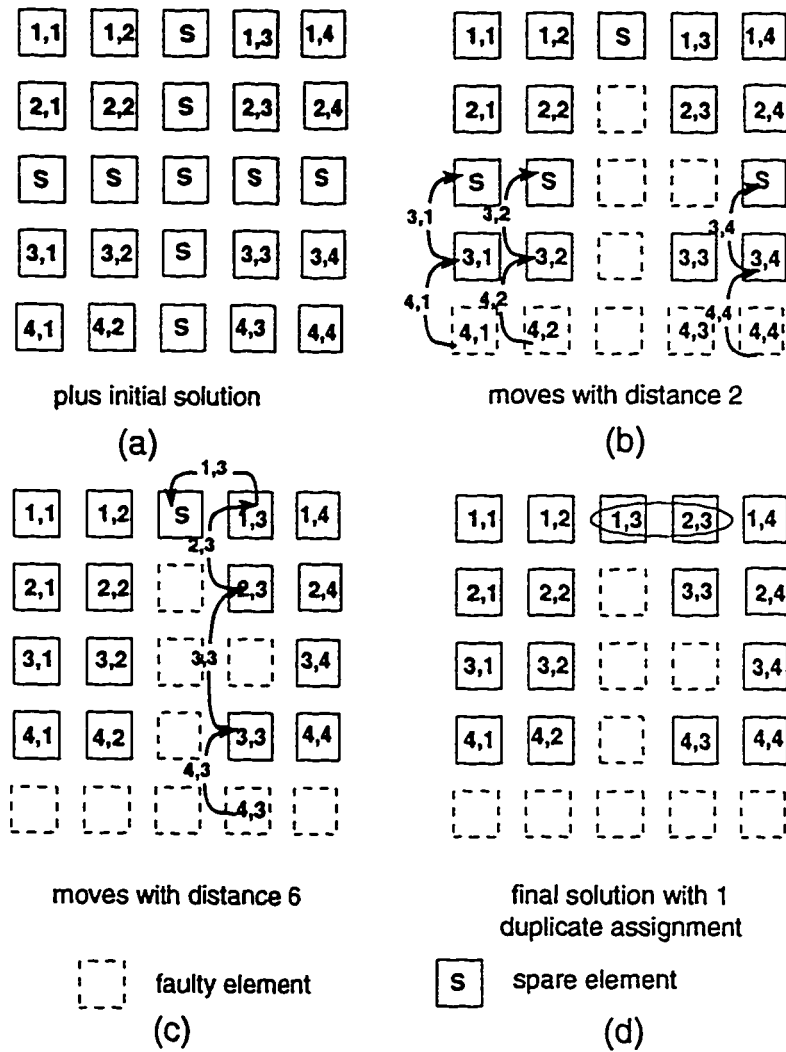 1,1 1,2 S 1,3 1,4
2,1 2,2 S 2,3 2,4
S S S S S
3,1 3,2 S 3,3 3,4
4,1 4,2 S 4,3 4,4
plus initial solution
(a)
1,1 1,2 S 1,3 1,4
2,1 2,2 2,3 2,4
S S S
3,1 3,2 3,4
3,1 3,2 3,3 3,4
4,1 4,2 4,4
4,1 4,2 4,3 4,4
moves with distance 2
(b)
1,3
1,1 1,2 S 1,3 1,4
2,3
2,1 2,2 2,3 2,4
3,1 3,2 3,3 3,4
4,1 4,2 3,3 4,4
4,3
4,3
moves with distance 6
1,1 1,2 1,3 2,3 1,4
2,1 2,2 3,3 2,4
3,1 3,2 3,4
4,1 4,2 4,3 4,4
final solution with 1
duplicate assignment
faulty element
S spare element
(c)
(d)